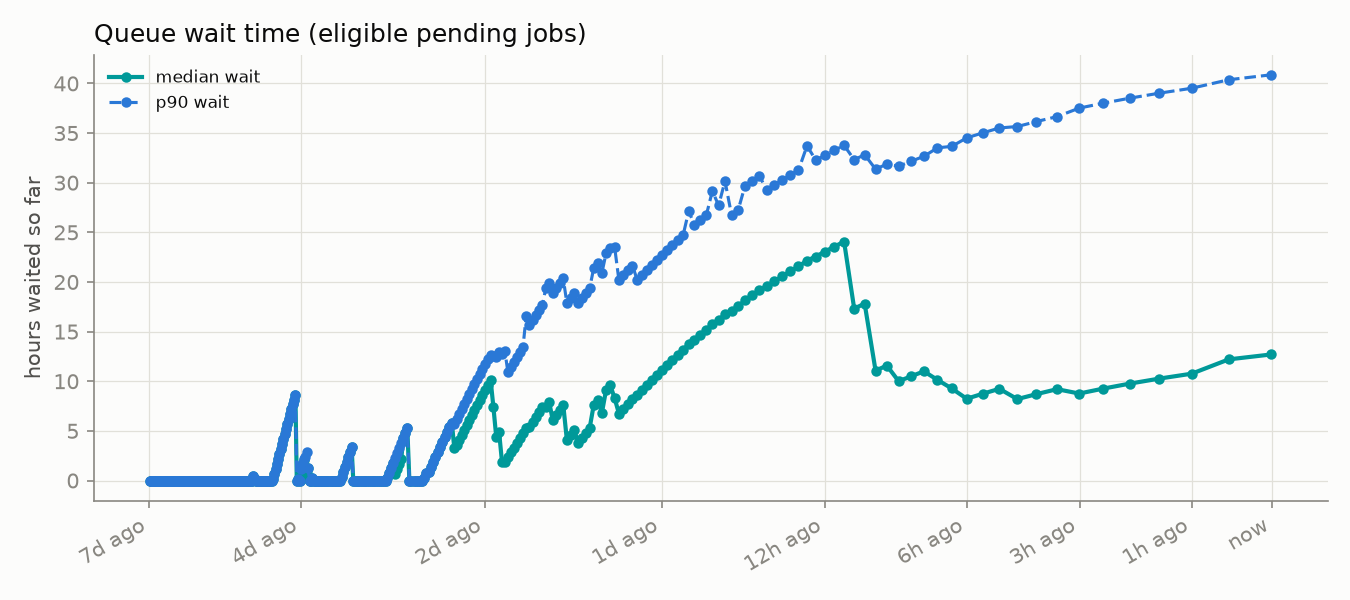 Queue wait time (eligible pending jobs)
median wait
p90 wait
hours waited so far
40
35
30
25
20
15
10
5
0
7d ago
4d ago
2d ago
1d ago
12h ago
6h ago
3h ago
1h ago
now